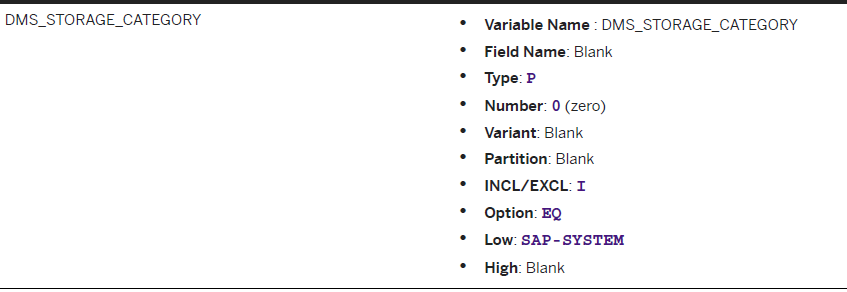 DMS_STORAGE_CATEGORY
• Variable Name : DMS_STORAGE_CATEGORY
• Field Name: Blank
• Type: P
• Number: 0 (zero)
• Variant: Blank
• Partition: Blank
• INCL/EXCL: I
• Option: EQ
• Low: SAP-SYSTEM
• High: Blank